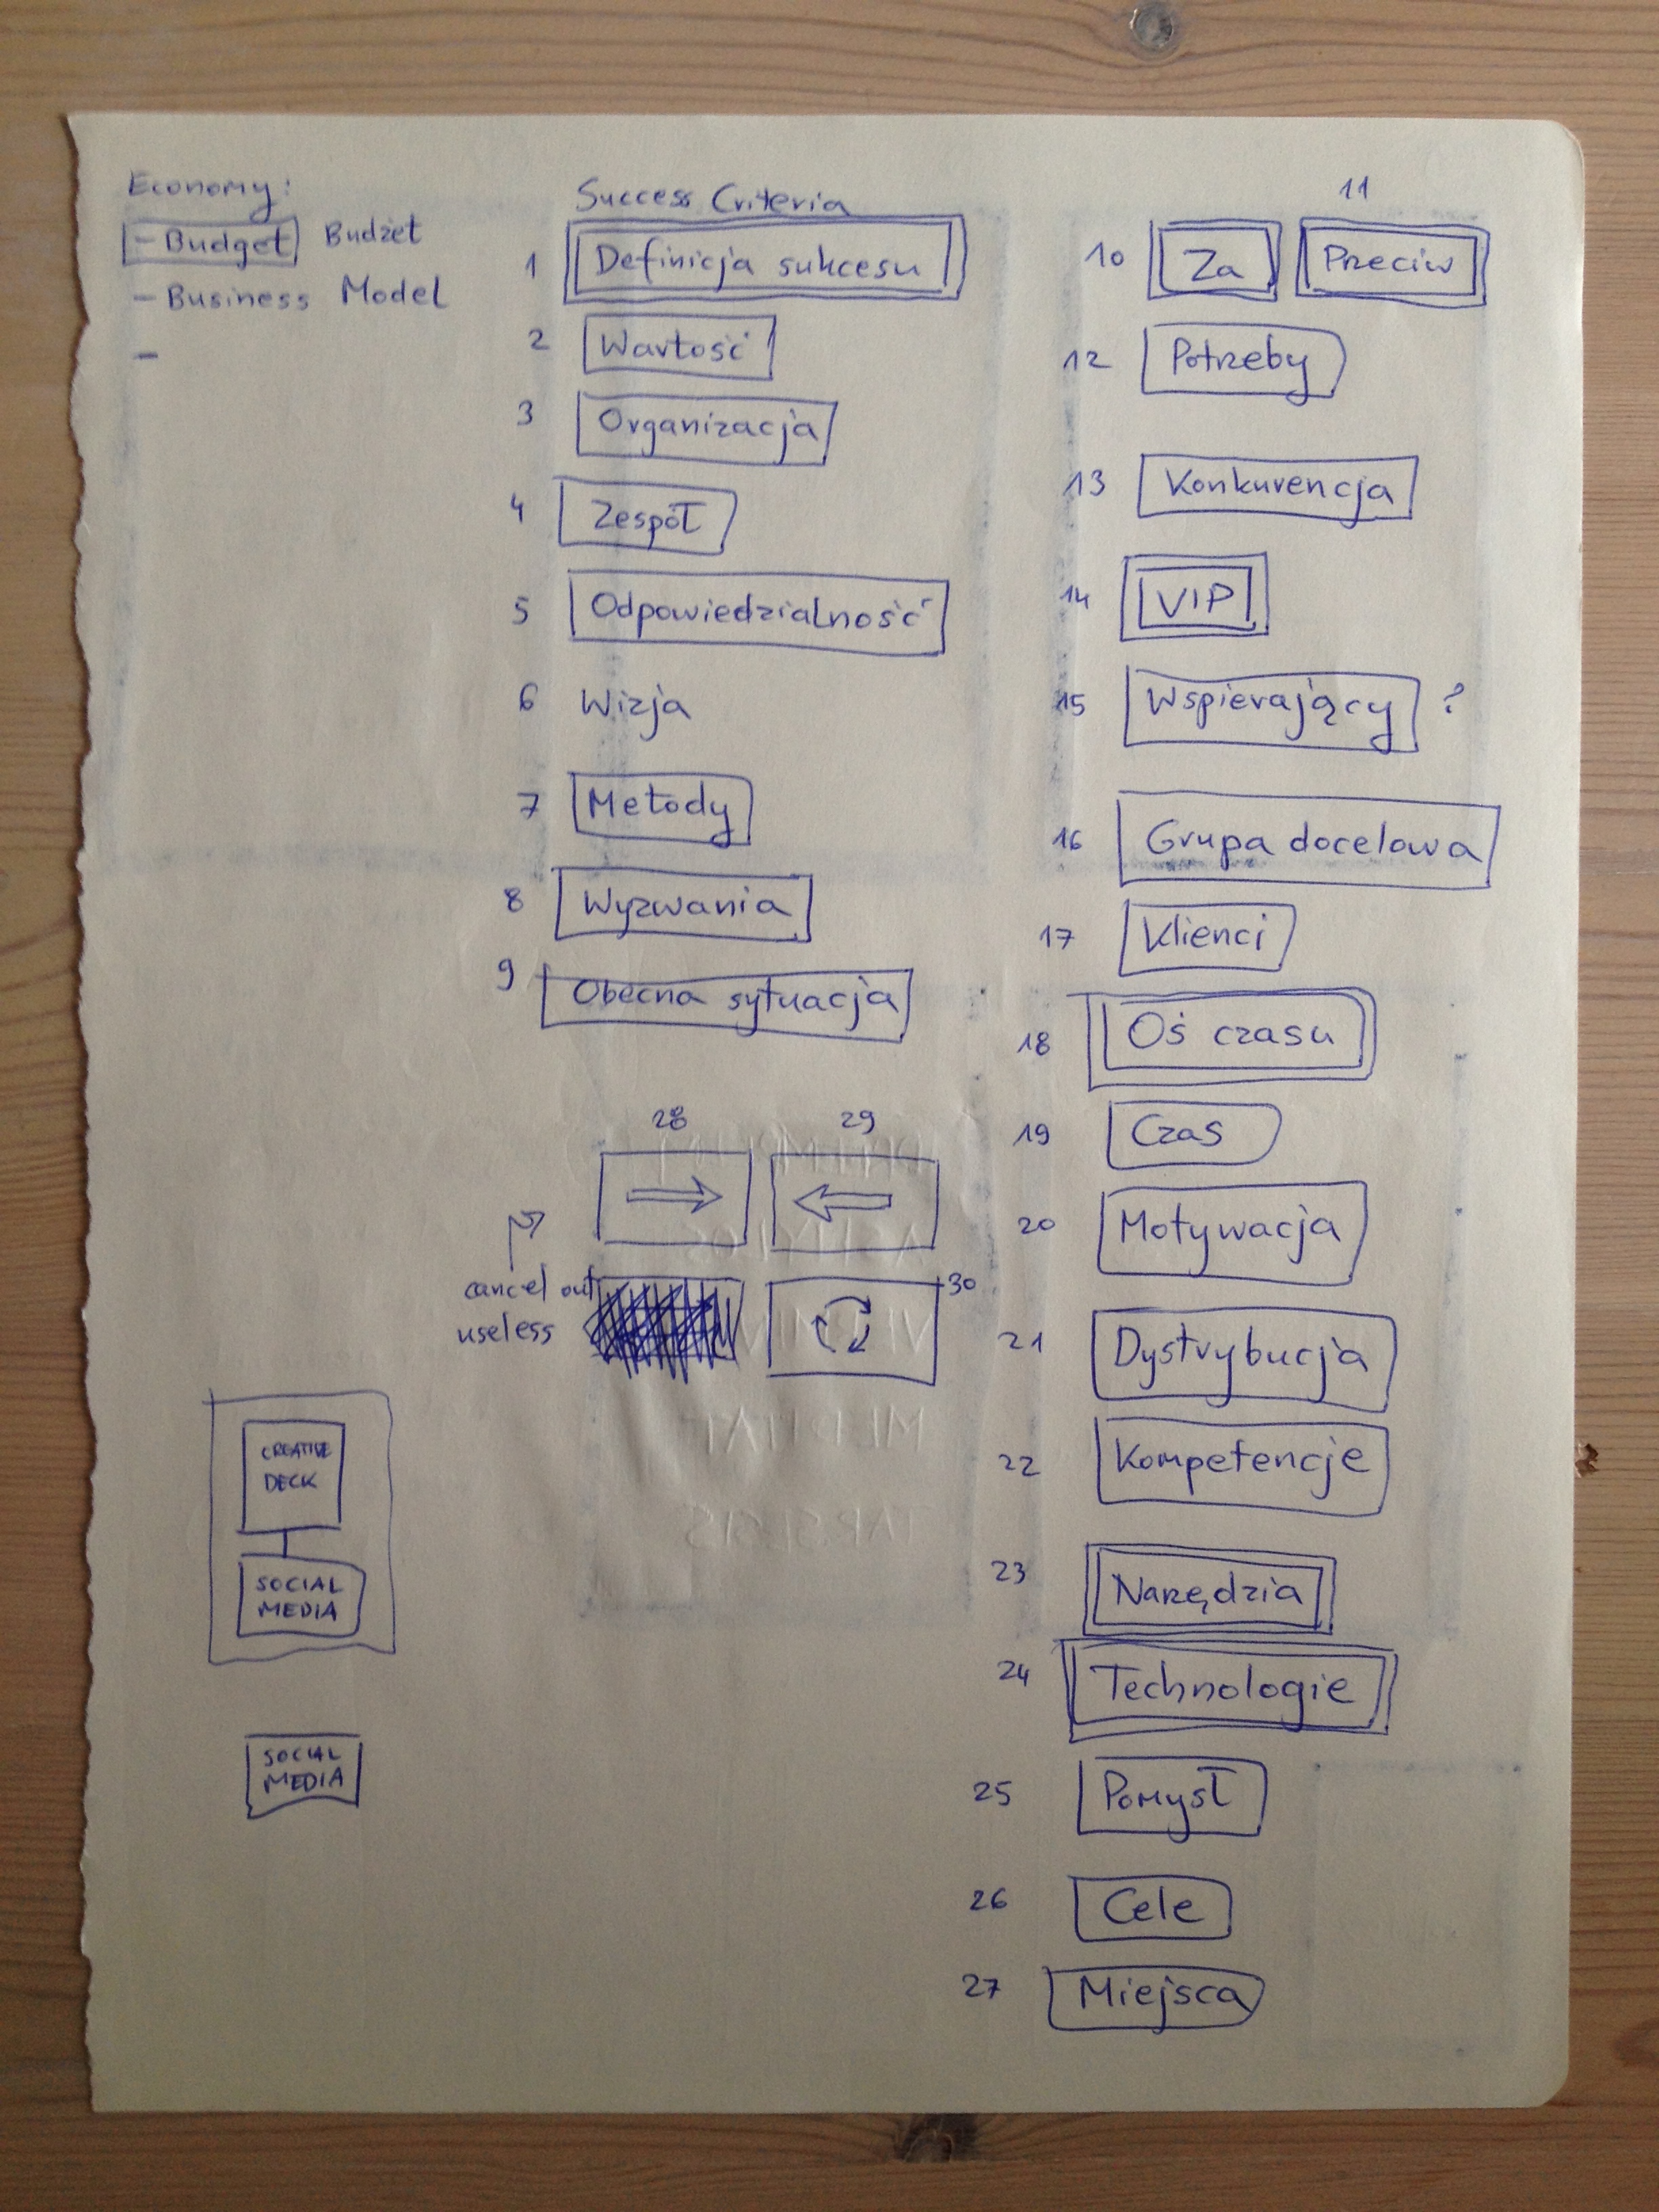 Economy:
- Budget Budżet
- Business Model
-
Success Criteria
1 Definicja sukcesu
2 Wartość
3 Organizacja
4 Zespół
5 Odpowiedzialność
6 Wizja
7 Metody
8 Wyzwania
9 Obecna sytuacja
28 29
cancel out
useless
30
CREATIVE
DECK
SOCIAL
MEDIA
SOCIAL
MEDIA
11
10 Za Przeciw
12 Potrzeby
13 Konkurencja
14 VIP
15 Wspierający ?
16 Grupa docelowa
17 Klienci
18 Oś czasu
19 Czas
20 Motywacja
21 Dystrybucja
22 Kompetencje
23 Narzędzia
24 Technologie
25 Pomysł
26 Cele
27 Miejsca